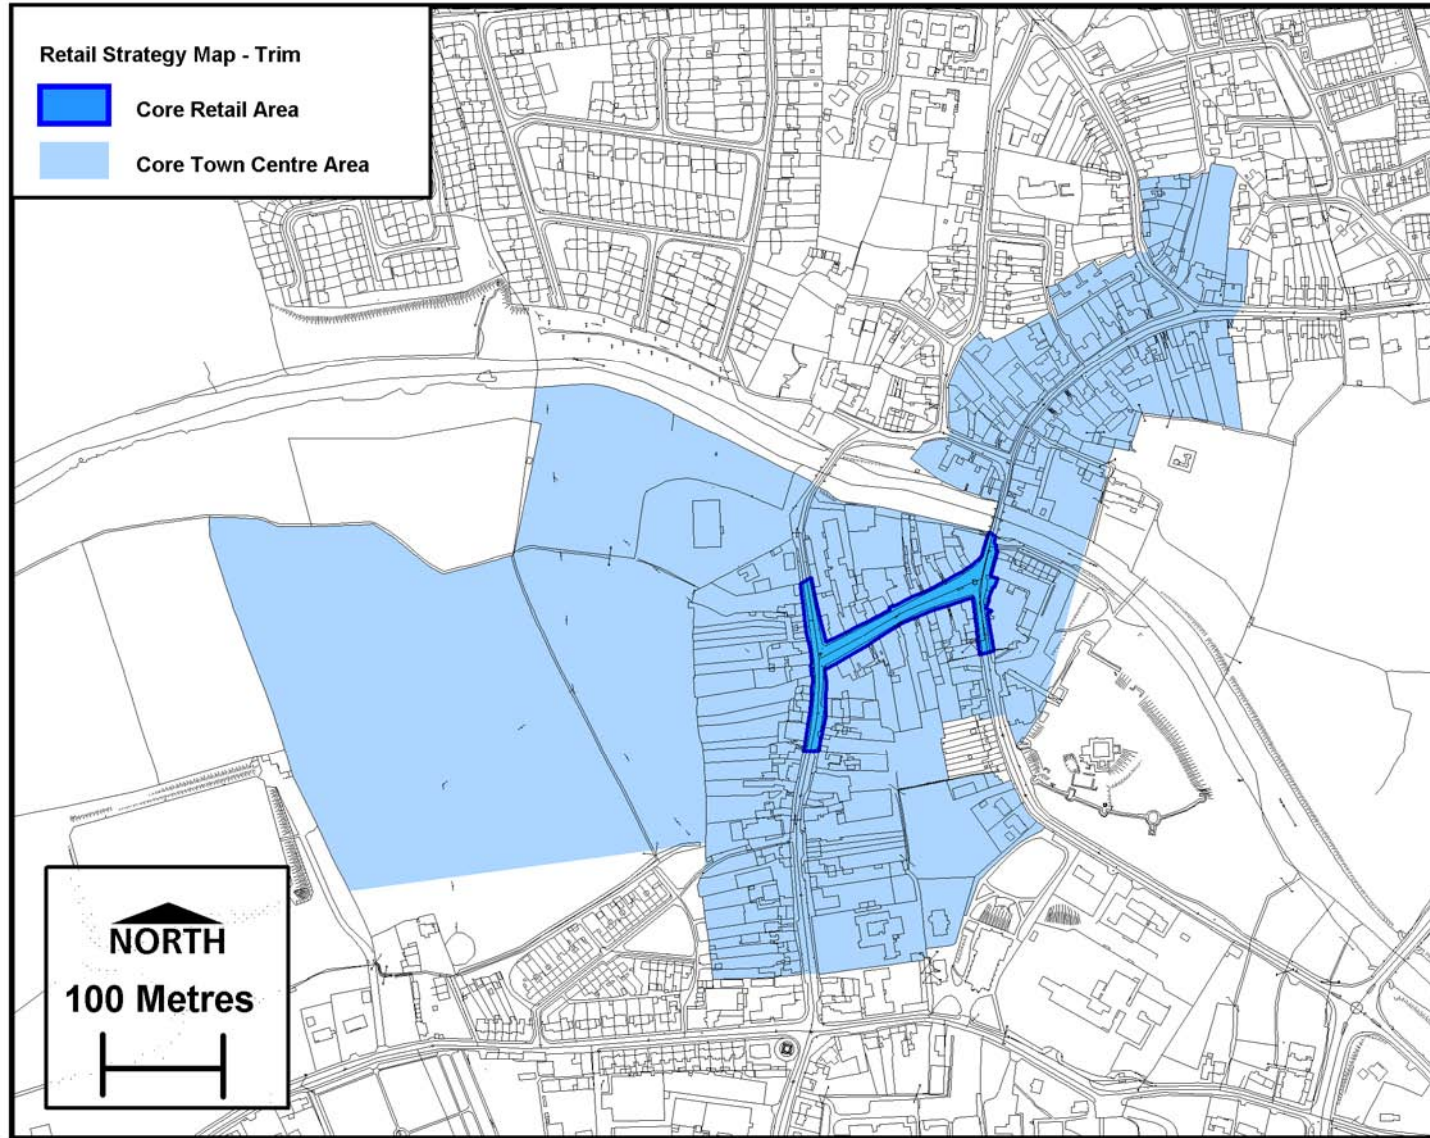 Retail Strategy Map - Trim
Core Retail Area
Core Town Centre Area
NORTH
100 Metres